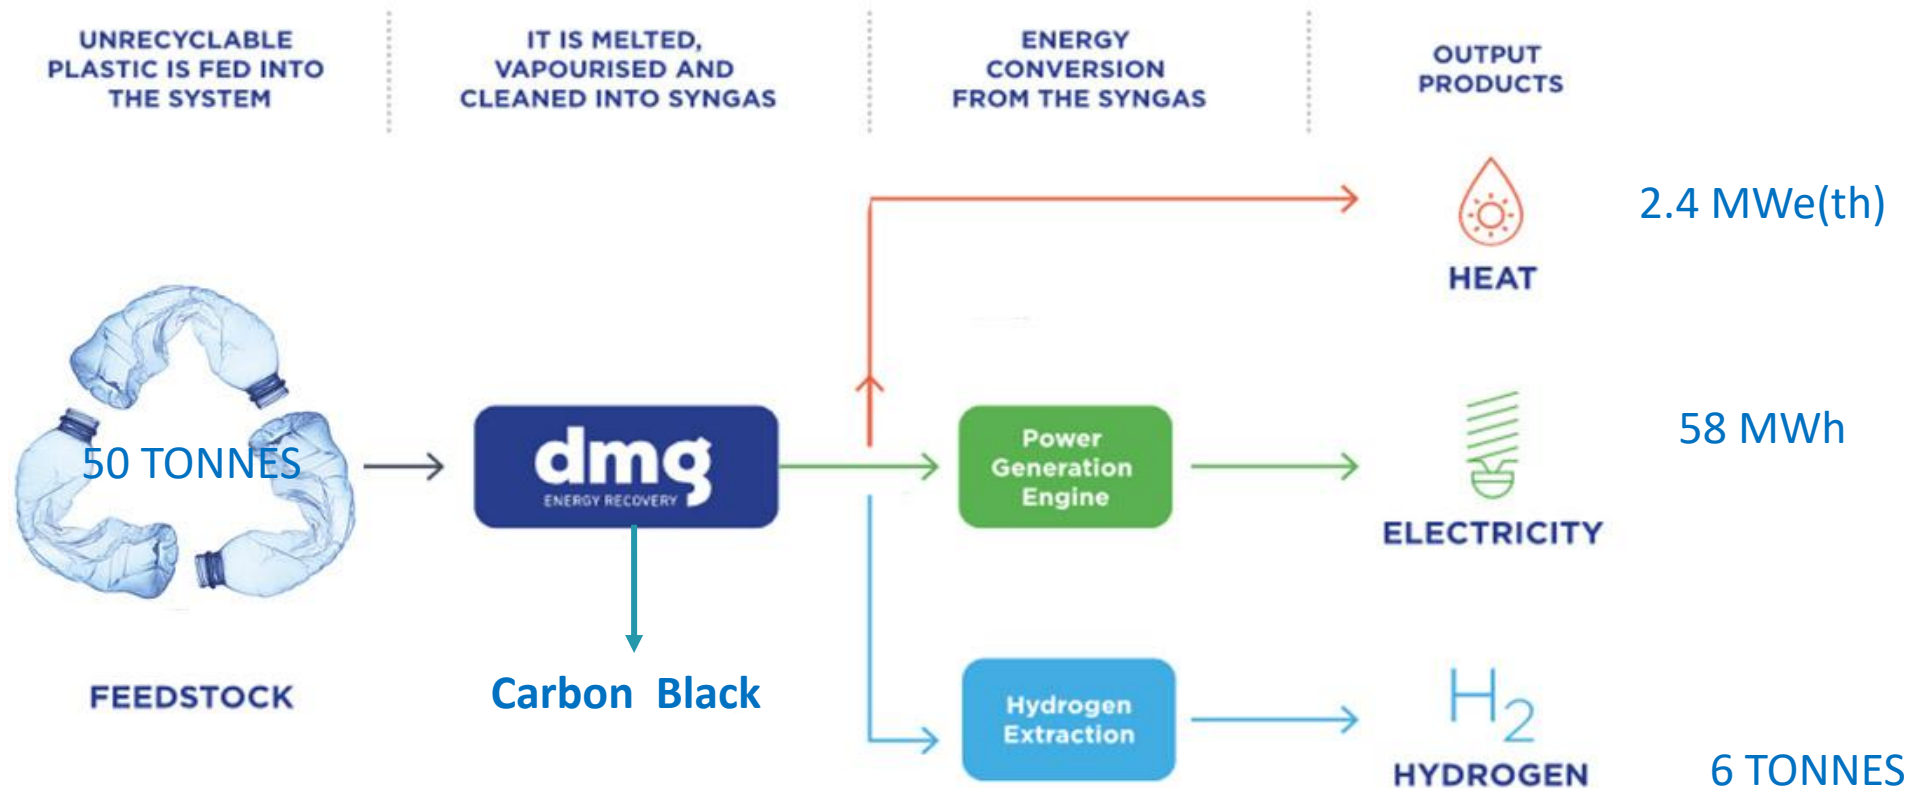 UNRECYCLABLE
PLASTIC IS FED INTO
THE SYSTEM
IT IS MELTED,
VAPOURISED AND
CLEANED INTO SYNGAS
ENERGY
CONVERSION
FROM THE SYNGAS
OUTPUT
PRODUCTS
2.4 MWe(th)
HEAT
50 TONNES
dmg
ENERGY RECOVERY
Power
Generation
Engine
58 MWh
ELECTRICITY
FEEDSTOCK
Carbon Black
Hydrogen
Extraction
H2
HYDROGEN
6 TONNES